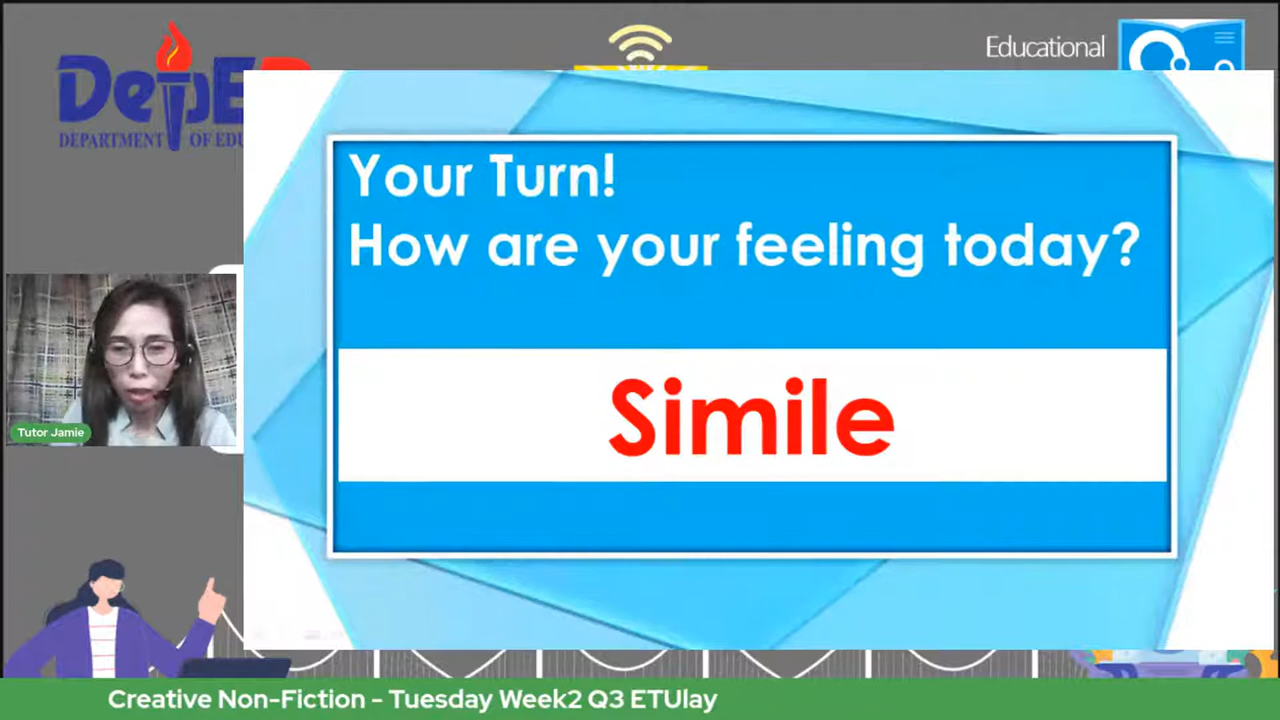 DepE
DEPARTMENT OF EDU
Educational
Your Turn!
How are your feeling today?
Simile
Tutor Jamie
Creative Non-Fiction - Tuesday Week2 Q3 ETUlay